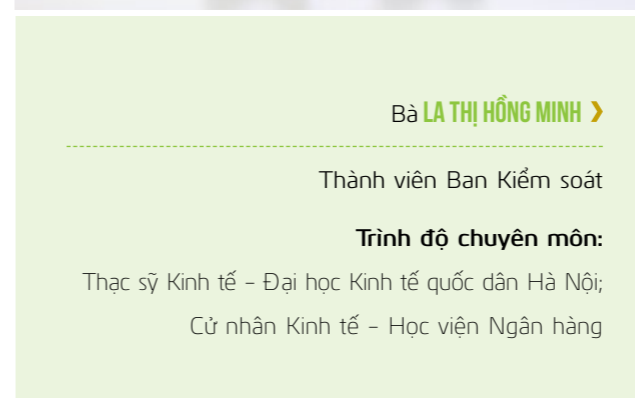 Bà LA THỊ HỒNG MINH
Thành viên Ban Kiểm soát
Trình độ chuyên môn:
Thạc sỹ Kinh tế – Đại học Kinh tế quốc dân Hà Nội;
Cử nhân Kinh tế – Học viện Ngân hàng